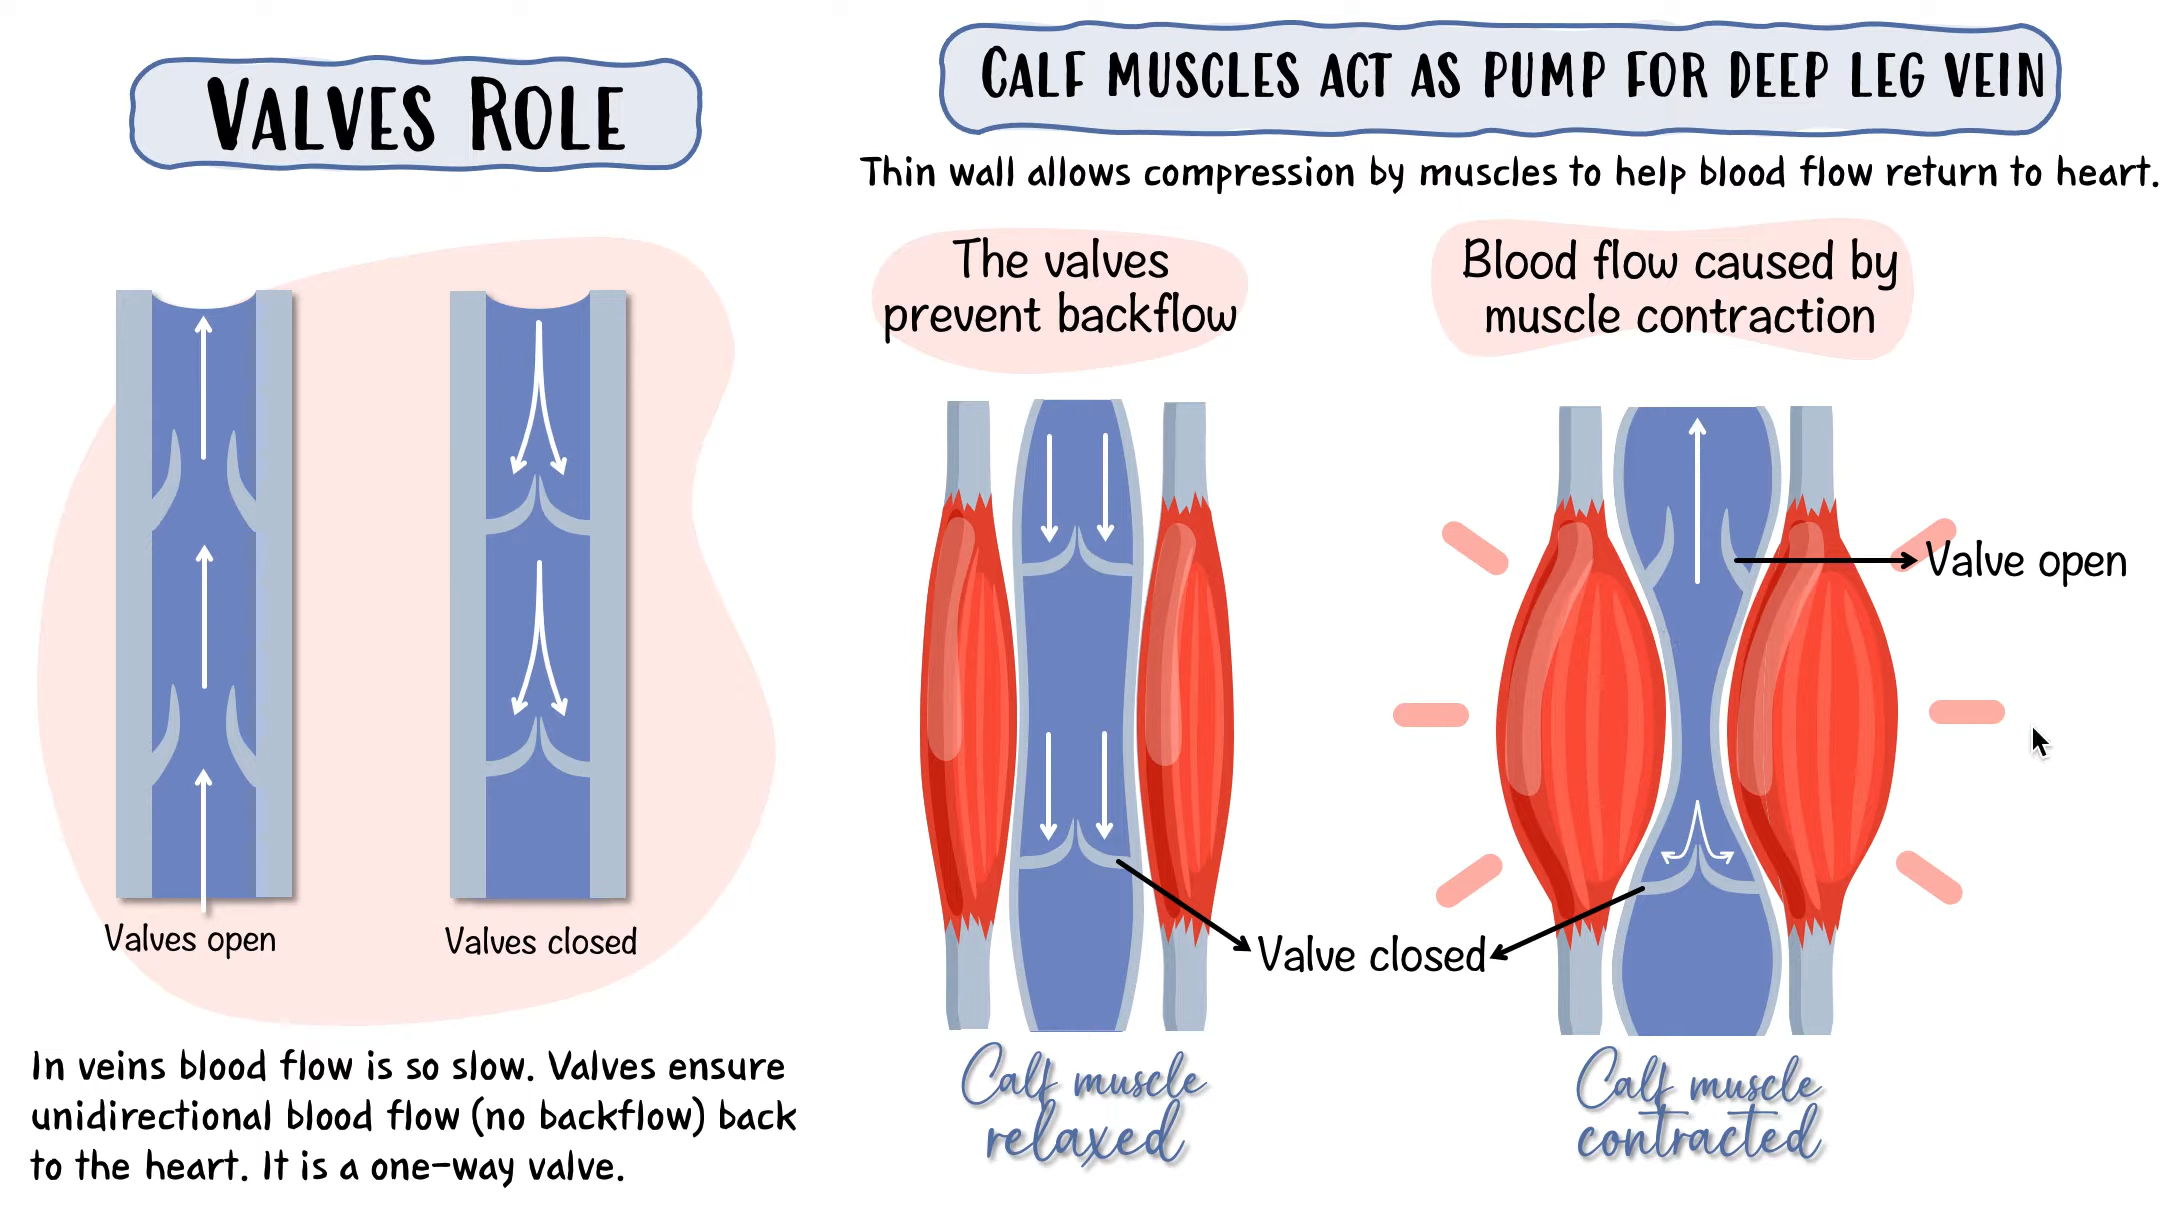 VALVES ROLE
Valves open
Valves closed
In veins blood flow is so slow. Valves ensure
unidirectional blood flow (no backflow) back
to the heart. It is a one-way valve.
CALF MUSCLES ACT AS PUMP FOR DEEP LEG VEIN
Thin wall allows compression by muscles to help blood flow return to heart.
The valves
prevent backflow
Blood flow caused by
muscle contraction
Valve open
Valve closed
Calf muscle
relaxed
Calf muscle
contracted